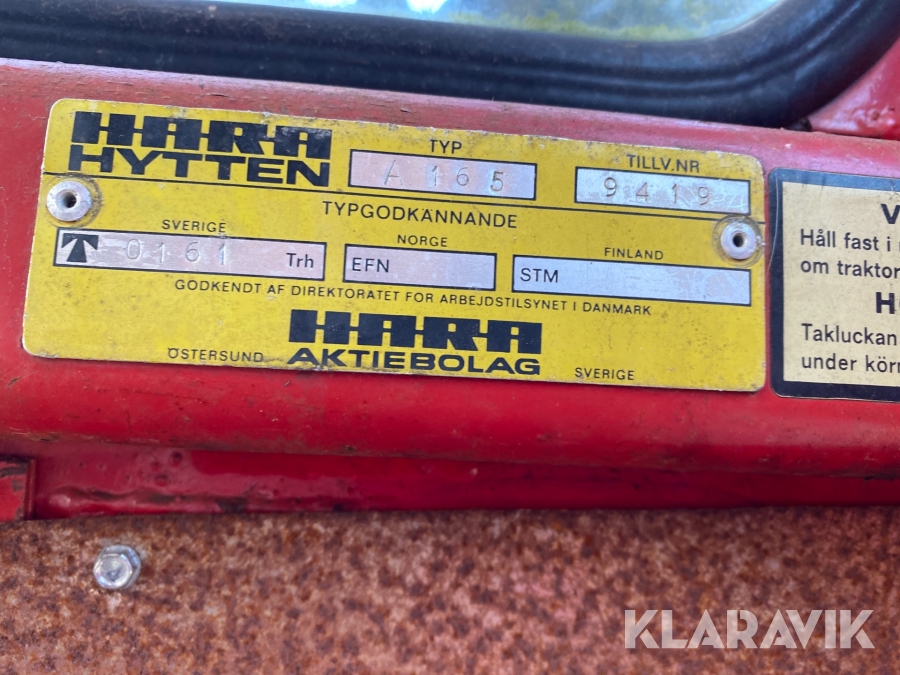 HARA
HYTTEN
TYP
A 165
TILLV.NR
9419
TYPGODKÄNNANDE
SVERIGE
T 0161 Trh
NORGE
EFN
FINLAND
STM
GODKENDT AF DIREKTORATET FOR ARBEJDSTILSYNET I DANMARK
HARA
AKTIEBOLAG
ÖSTERSUND
SVERIGE
Håll fast i
om traktor
Takluckan
under körn
KLARAVIK